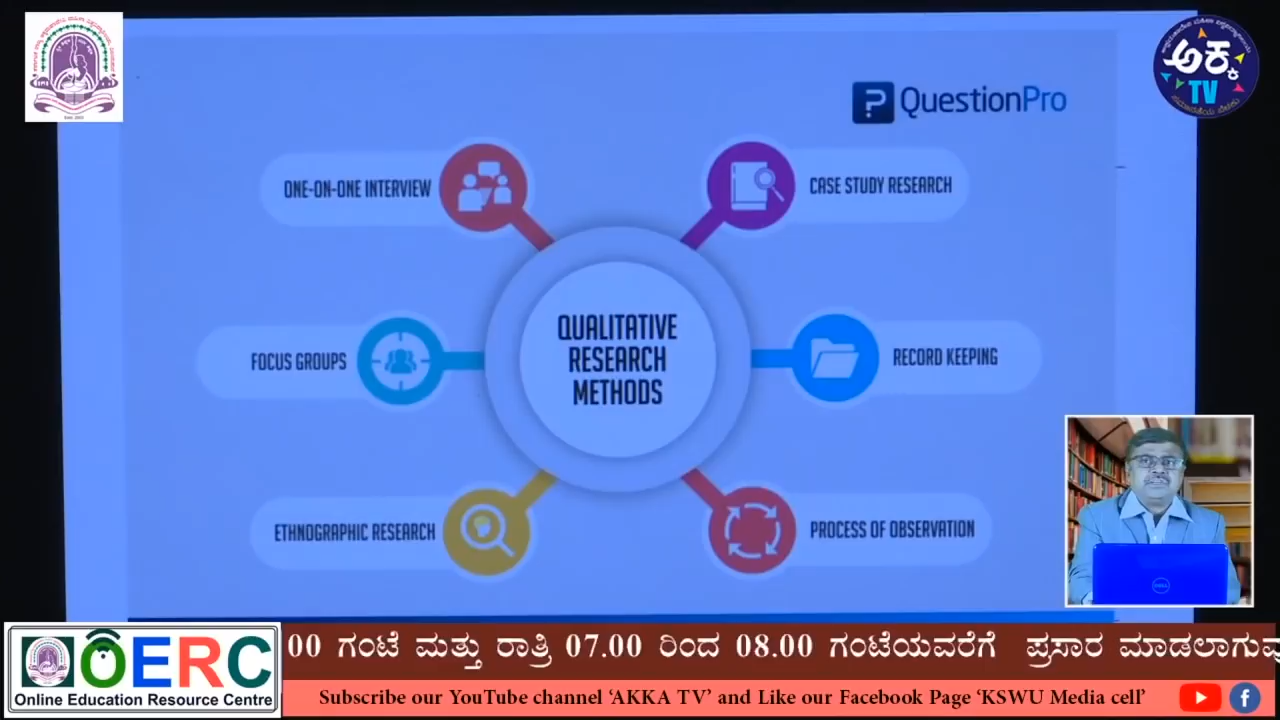 ಅಕ್ಕ
TV
QuestionPro
ONE-ON-ONE INTERVIEW
CASE STUDY RESEARCH
FOCUS GROUPS
QUALITATIVE
RESEARCH
METHODS
RECORD KEEPING
ETHNOGRAPHIC RESEARCH
PROCESS OF OBSERVATION
DELL
OERC
Online Education Resource Centre
00 ಗಂಟೆ ಮತ್ತು ರಾತ್ರಿ 07.00 ರಿಂದ 08.00 ಗಂಟೆಯವರೆಗೆ ಪ್ರಸಾರ ಮಾಡಲಾಗುವು
Subscribe our YouTube channel ‘AKKA TV’ and Like our Facebook Page ‘KSWU Media cell’